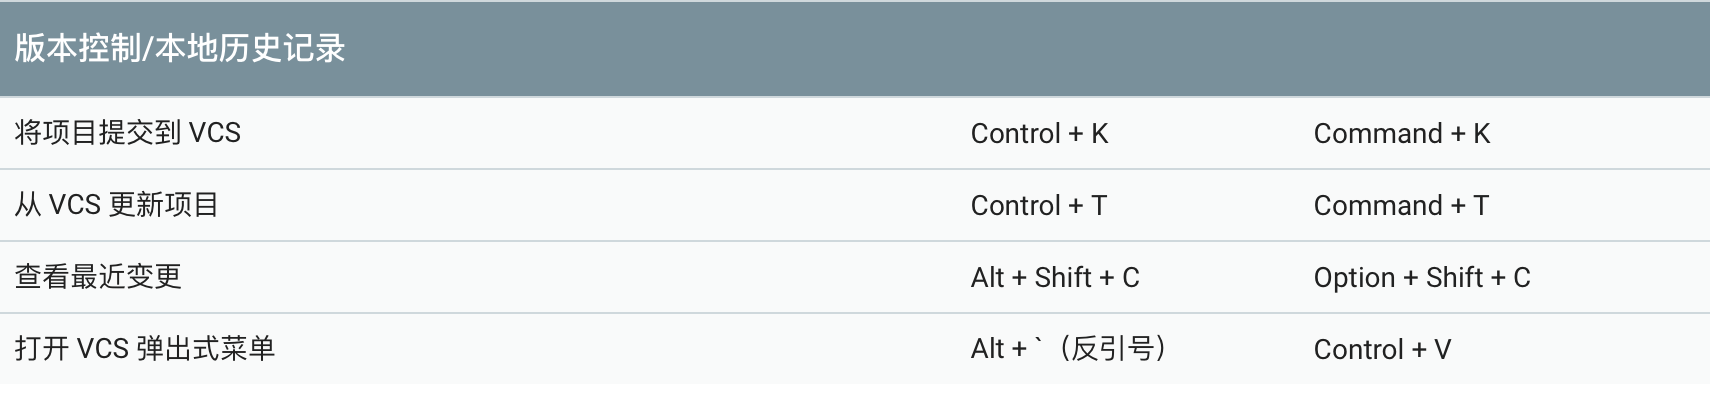 版本控制/本地历史记录
将项目提交到 VCS Control + K Command + K
从 VCS 更新项目 Control + T Command + T
查看最近变更 Alt + Shift + C Option + Shift + C
打开 VCS 弹出式菜单 Alt + `（反引号） Control + V